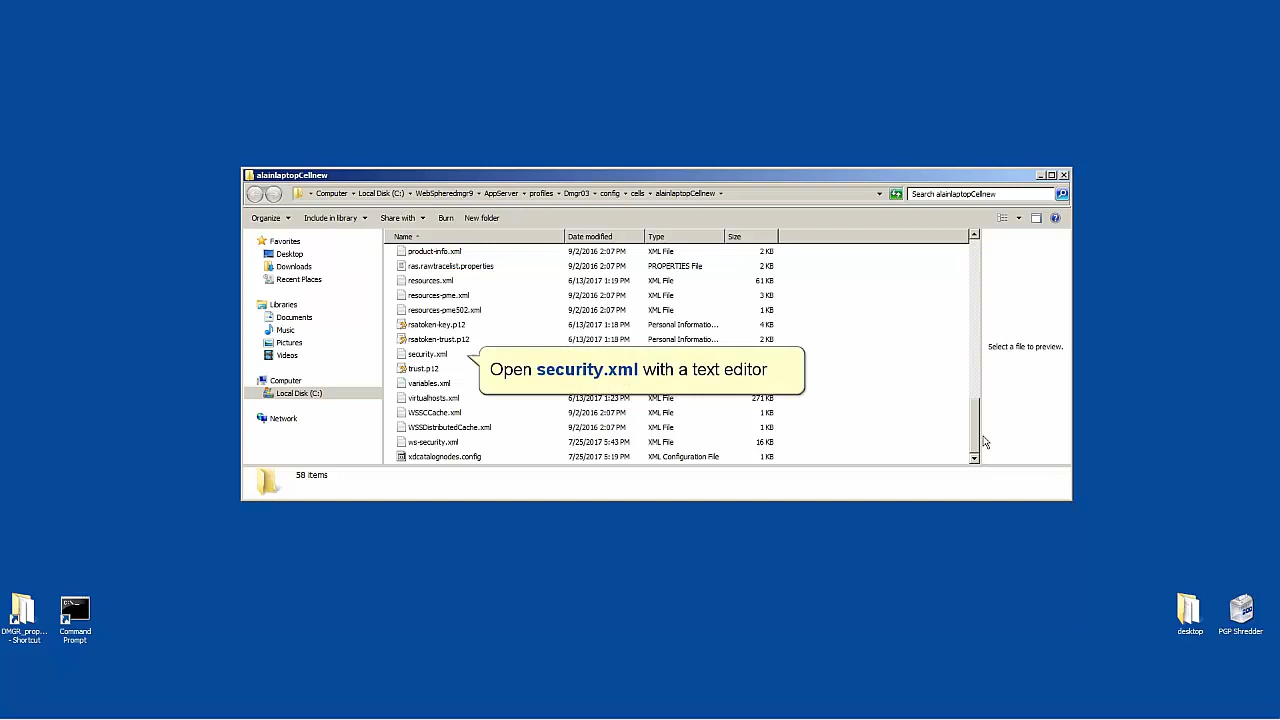 alainlaptopCellnew
Computer Local Disk (C:) WebSpheredmgr9 AppServer profiles Dmgr03 config cells alainlaptopCellnew
Search alainlaptopCellnew
Organize Include in library Share with Burn New folder
Name Date modified Type Size
Favorites
Desktop
Downloads
Recent Places
Libraries
Documents
Music
Pictures
Videos
Computer
Local Disk (C:)
Network
product-info.xml 9/2/2016 2:07 PM XML File 2 KB
ras.rawtracelist.properties 9/2/2016 2:07 PM PROPERTIES File 2 KB
resources.xml 6/13/2017 1:19 PM XML File 61 KB
resources-pme.xml 9/2/2016 2:07 PM XML File 3 KB
resources-pme502.xml 9/2/2016 2:07 PM XML File 1 KB
rsatoken-key.p12 6/13/2017 1:18 PM Personal Informatio... 4 KB
rsatoken-trust.p12 6/13/2017 1:18 PM Personal Informatio... 2 KB
security.xml
trust.p12
variables.xml
Open security.xml with a text editor
virtualhosts.xml 6/13/2017 1:23 PM XML File 271 KB
WSSCCache.xml 9/2/2016 2:07 PM XML File 1 KB
WSSDistributedCache.xml 9/2/2016 2:07 PM XML File 1 KB
ws-security.xml 7/25/2017 5:43 PM XML File 16 KB
xdcatalognodes.config 7/25/2017 5:19 PM XML Configuration File 1 KB
Select a file to preview.
58 items
DMGR_prop...
- Shortcut
Command
Prompt
desktop
PGP Shredder